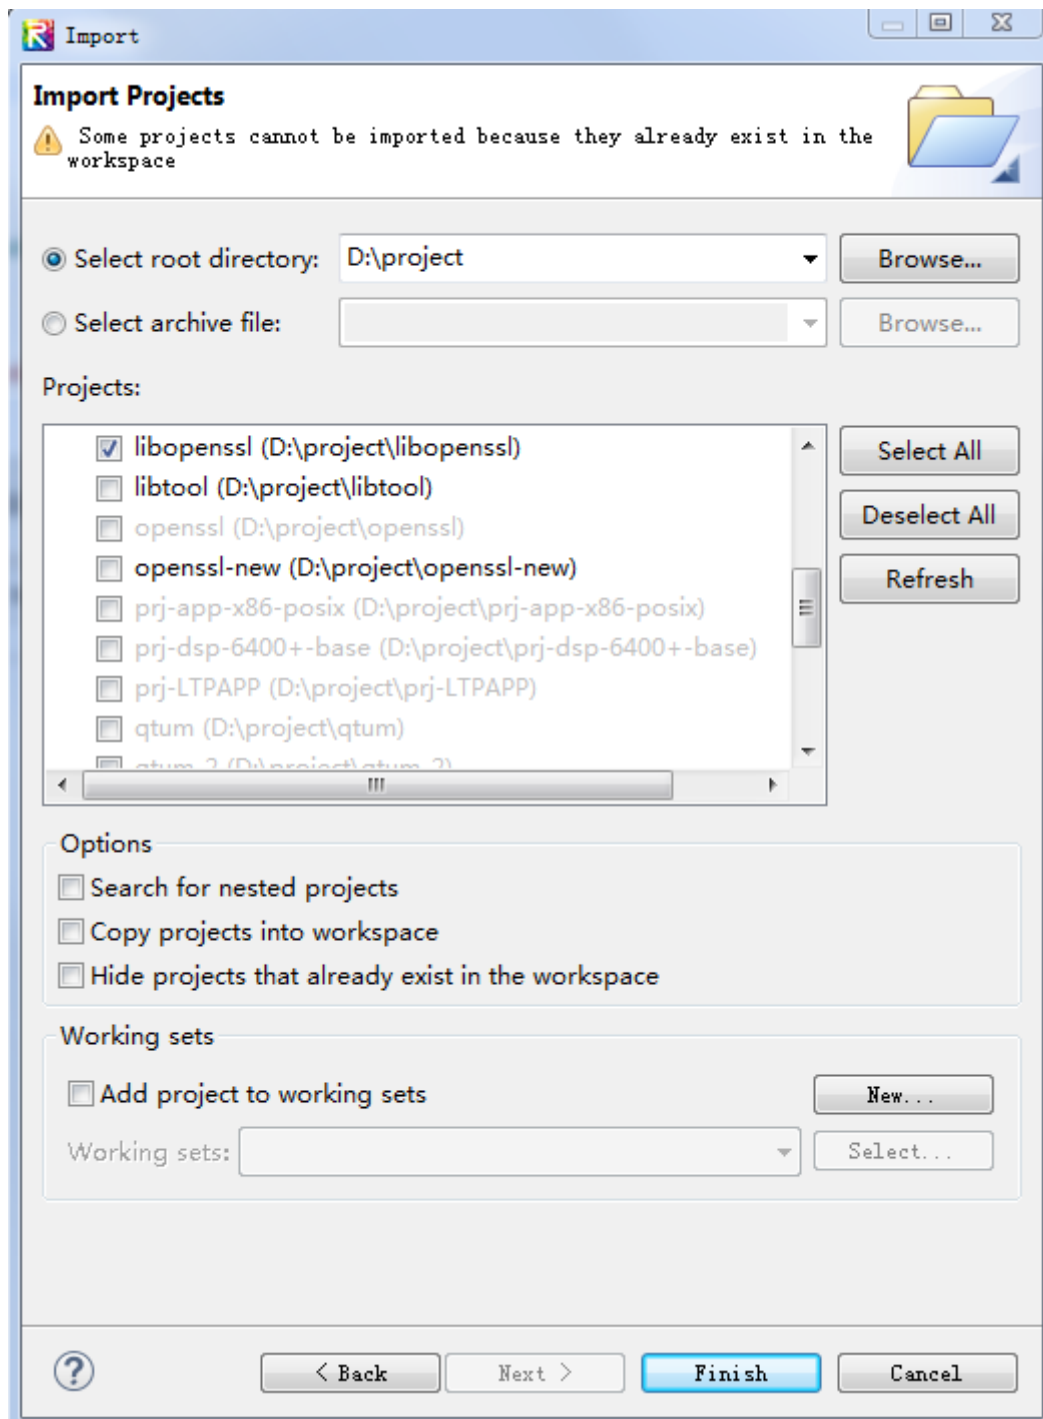 Import
Import Projects
Some projects cannot be imported because they already exist in the
workspace
Select root directory: D:\project Browse...
Select archive file: Browse...
Projects:
libopenssl (D:\project\libopenssl)
libtool (D:\project\libtool)
openssl (D:\project\openssl)
openssl-new (D:\project\openssl-new)
prj-app-x86-posix (D:\project\prj-app-x86-posix)
prj-dsp-6400+-base (D:\project\prj-dsp-6400+-base)
prj-LTPAPP (D:\project\prj-LTPAPP)
qtum (D:\project\qtum)
qtum-2 (D:\project\qtum-2)
Select All
Deselect All
Refresh
Options
Search for nested projects
Copy projects into workspace
Hide projects that already exist in the workspace
Working sets
Add project to working sets New...
Working sets: Select...
? < Back Next > Finish Cancel